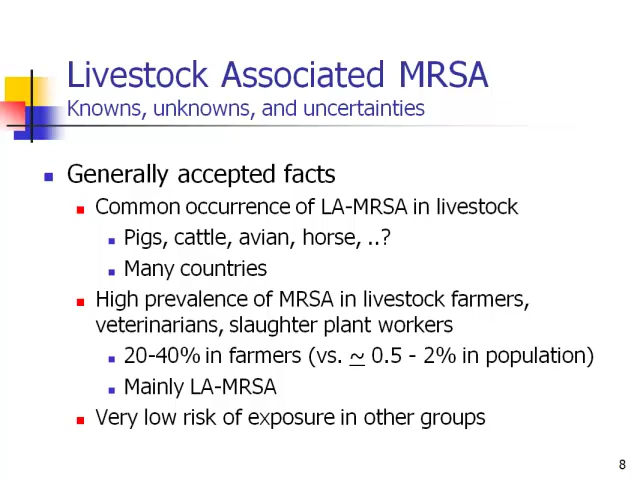 Livestock Associated MRSA
Knowns, unknowns, and uncertainties
Generally accepted facts
Common occurrence of LA-MRSA in livestock
Pigs, cattle, avian, horse, ..?
Many countries
High prevalence of MRSA in livestock farmers,
veterinarians, slaughter plant workers
20-40% in farmers (vs. ~ 0.5 - 2% in population)
Mainly LA-MRSA
Very low risk of exposure in other groups
8